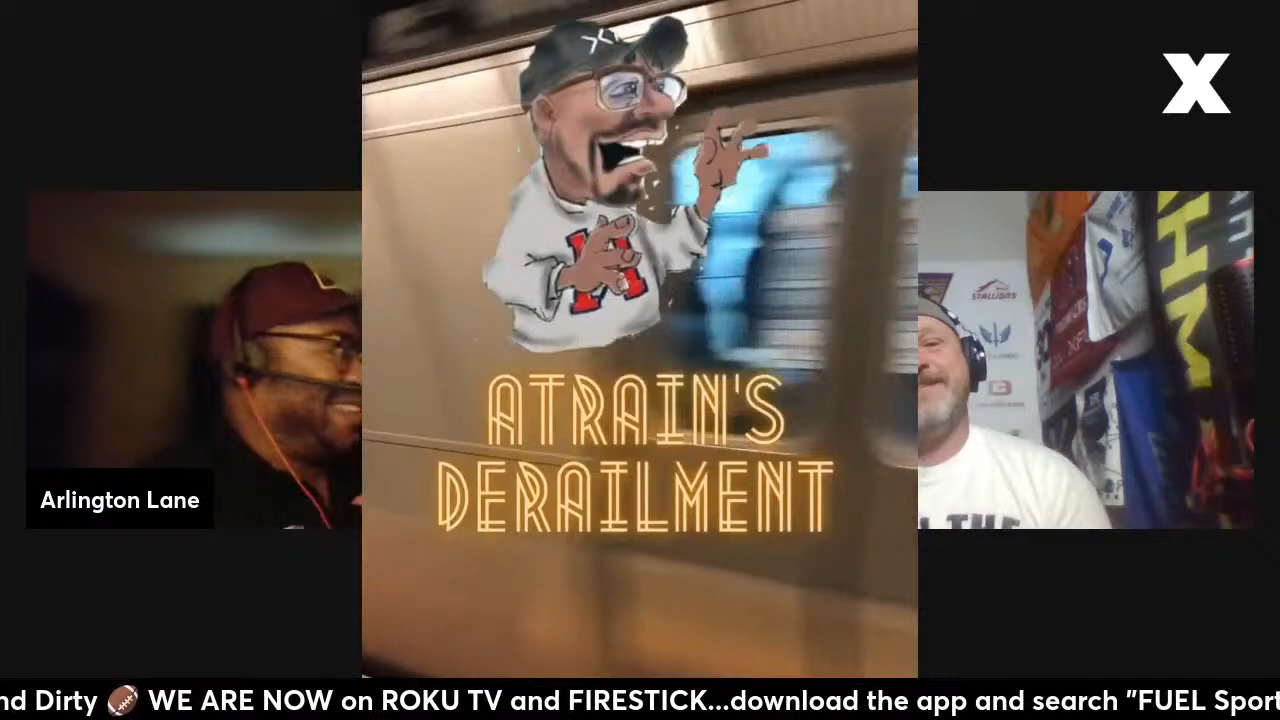 X
STALLIONS
XFL
Arlington Lane
ATRAIN'S
DERAILMENT
nd Dirty 🏈 WE ARE NOW on ROKU TV and FIRESTICK...download the app and search "FUEL Sport